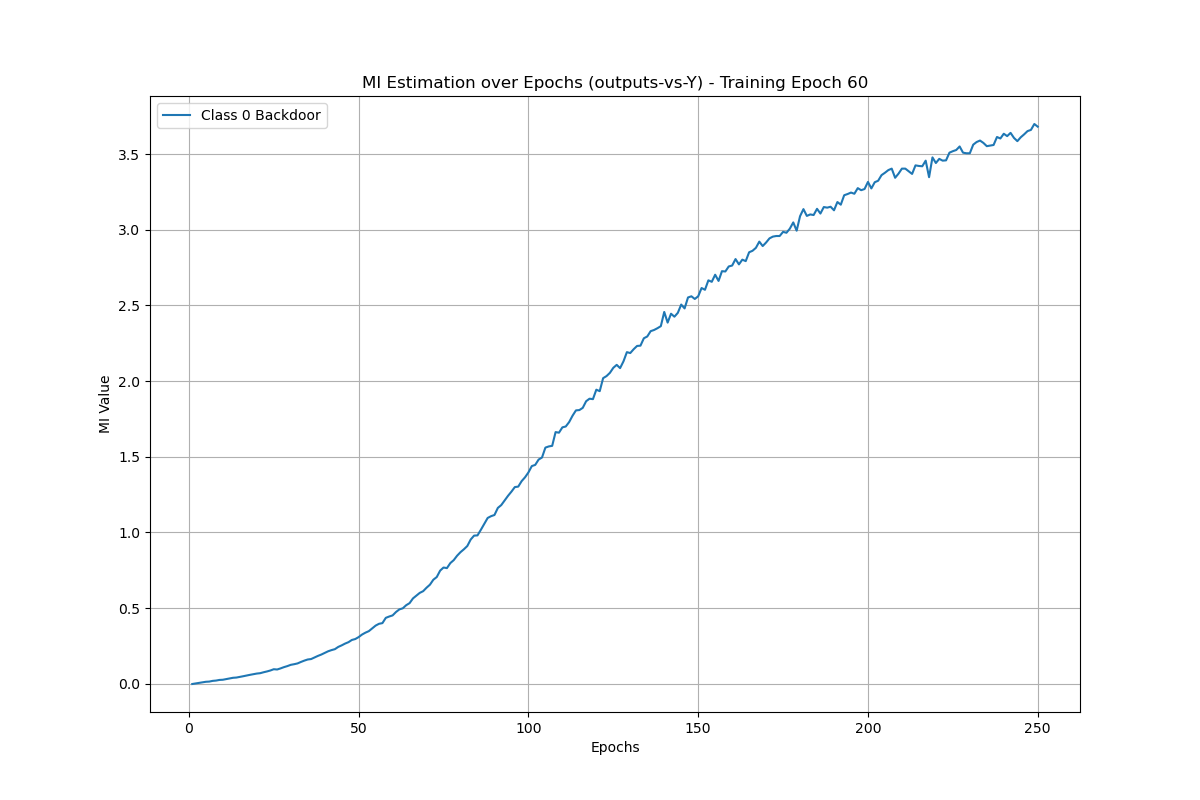 MI Estimation over Epochs (outputs-vs-Y) - Training Epoch 60
Class 0 Backdoor
3.5
3.0
2.5
2.0
1.5
1.0
0.5
0.0
MI Value
0 50 100 150 200 250
Epochs